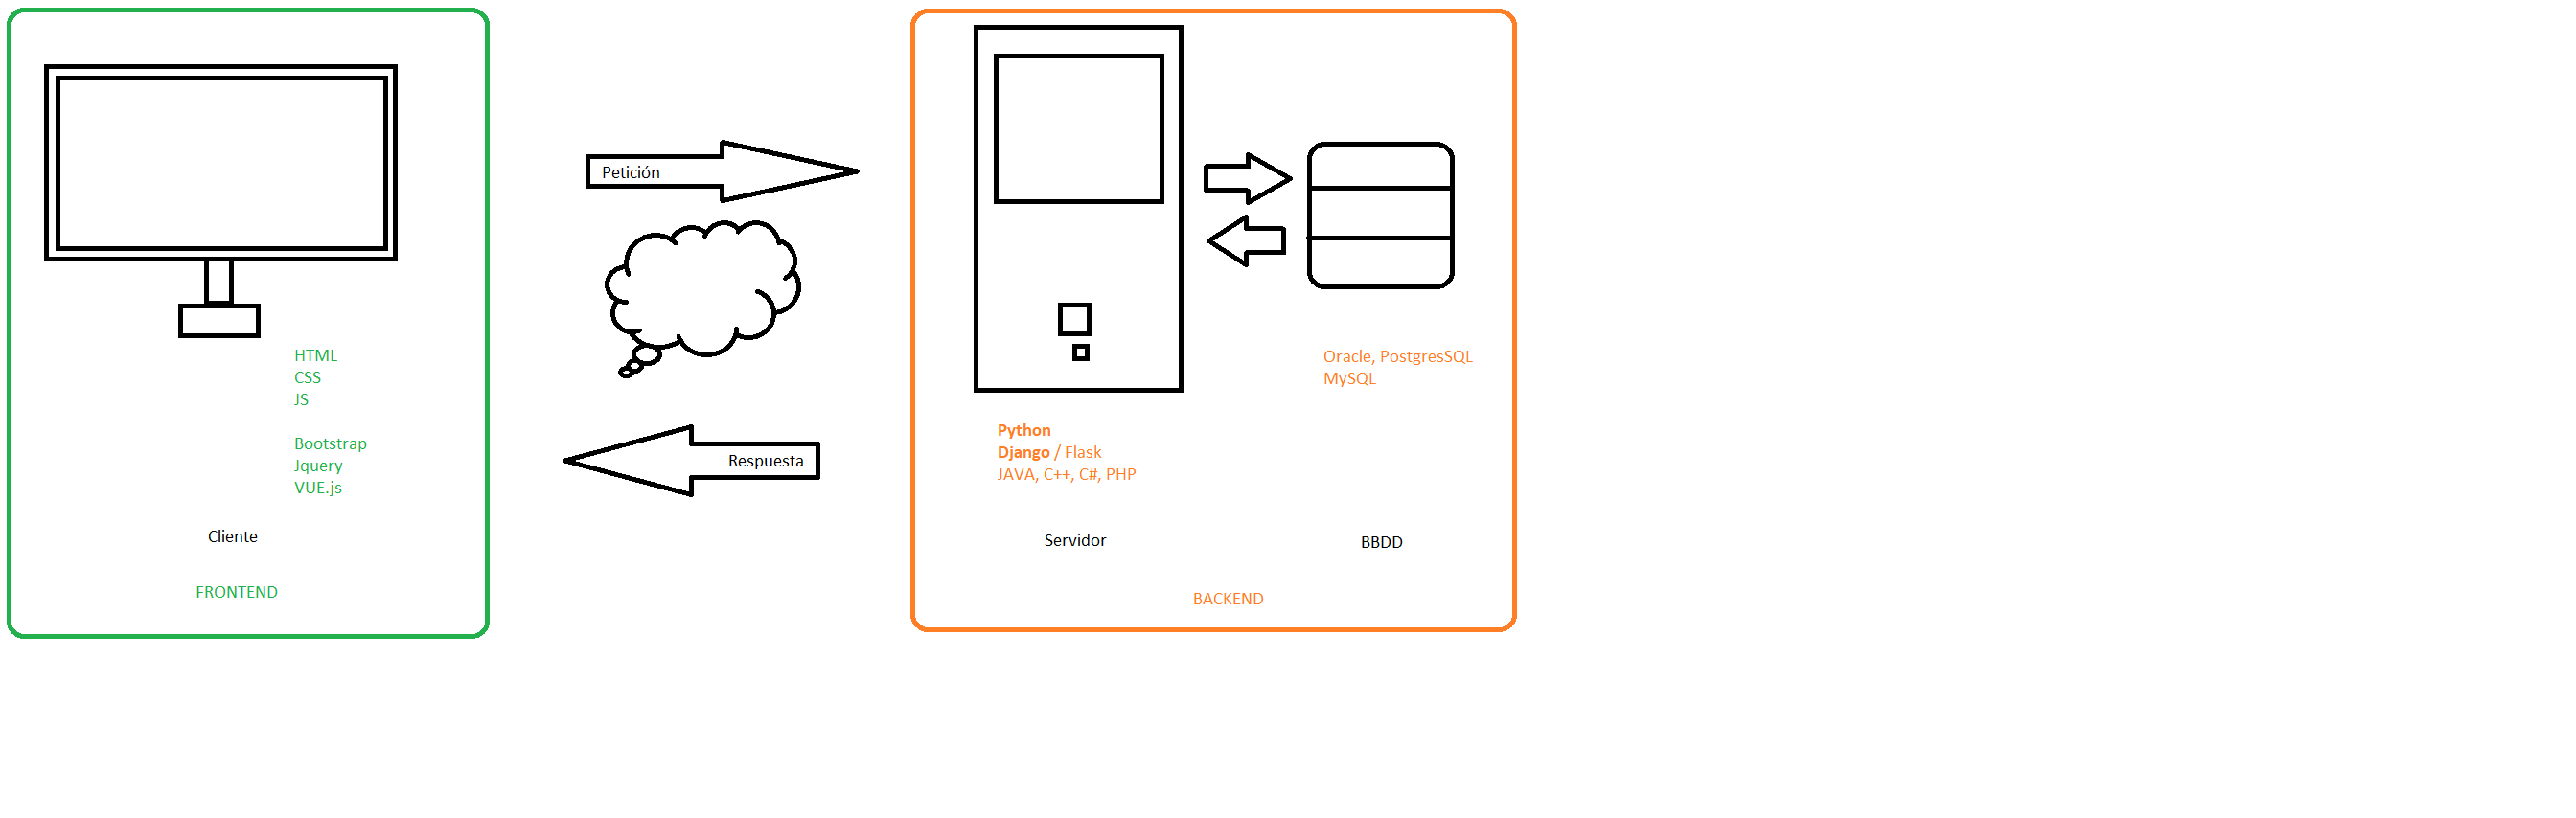 Petición
HTML
CSS
JS
Bootstrap
Jquery
VUE.js
Cliente
FRONTEND
Respuesta
Python
Django / Flask
JAVA, C++, C#, PHP
Servidor
Oracle, PostgresSQL
MySQL
BBDD
BACKEND